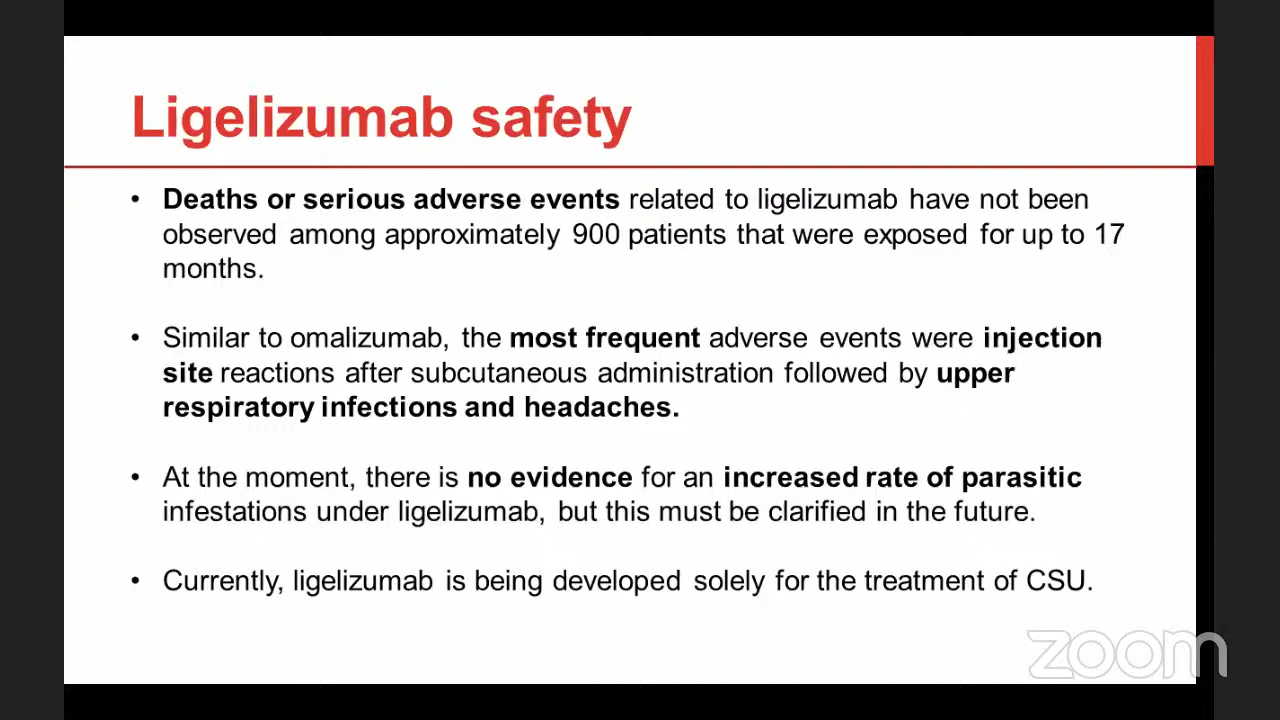 Ligelizumab safety
• Deaths or serious adverse events related to ligelizumab have not been
observed among approximately 900 patients that were exposed for up to 17
months.
• Similar to omalizumab, the most frequent adverse events were injection
site reactions after subcutaneous administration followed by upper
respiratory infections and headaches.
• At the moment, there is no evidence for an increased rate of parasitic
infestations under ligelizumab, but this must be clarified in the future.
• Currently, ligelizumab is being developed solely for the treatment of CSU.
zoom